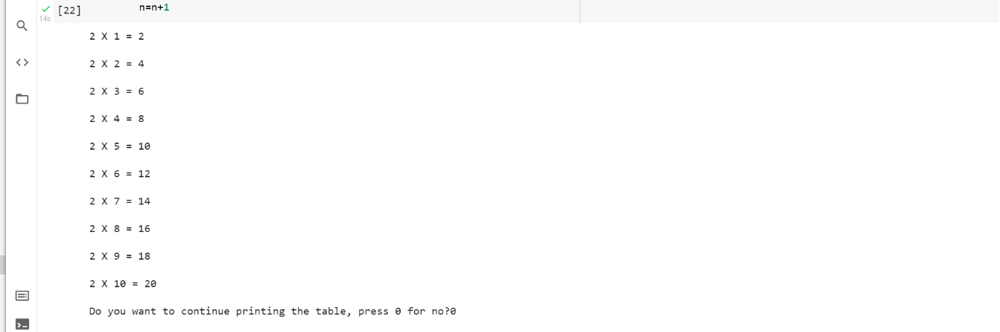 [22] n=n+1
14s
2 X 1 = 2
2 X 2 = 4
2 X 3 = 6
2 X 4 = 8
2 X 5 = 10
2 X 6 = 12
2 X 7 = 14
2 X 8 = 16
2 X 9 = 18
2 X 10 = 20
Do you want to continue printing the table, press 0 for no?0